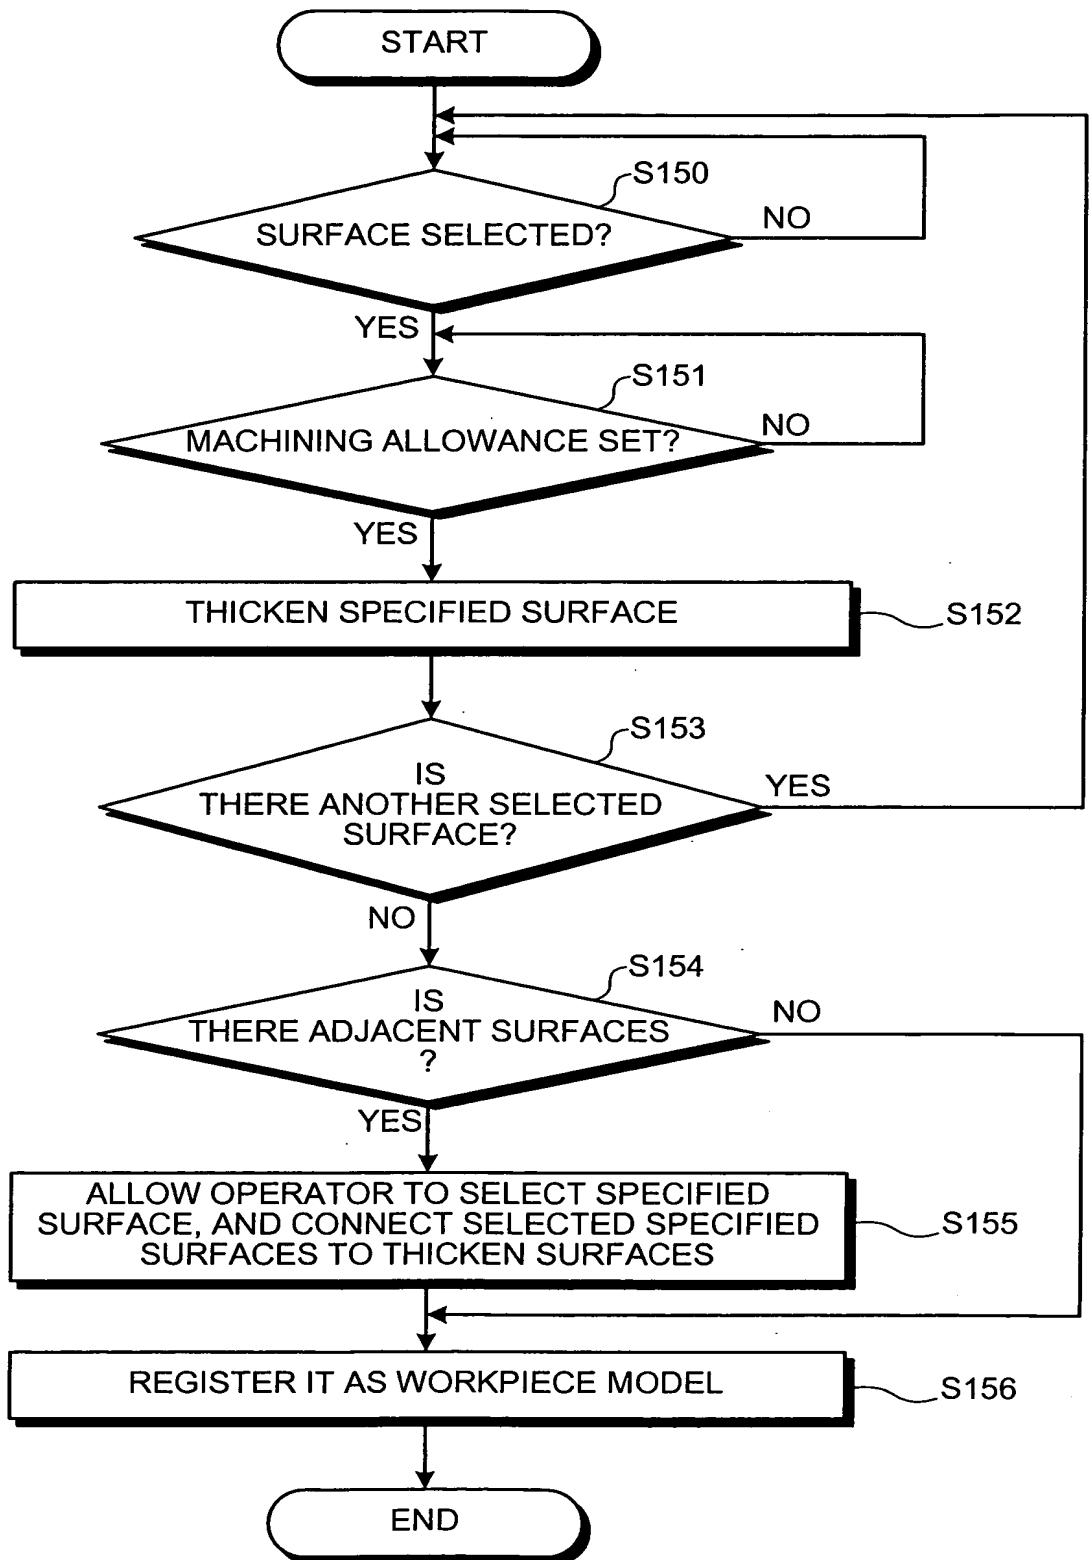 START
S150
SURFACE SELECTED?
NO
YES
S151
MACHINING ALLOWANCE SET?
NO
YES
THICKEN SPECIFIED SURFACE
S152
S153
IS
THERE ANOTHER SELECTED
SURFACE?
YES
NO
S154
IS
THERE ADJACENT SURFACES
?
NO
YES
ALLOW OPERATOR TO SELECT SPECIFIED
SURFACE, AND CONNECT SELECTED SPECIFIED
SURFACES TO THICKEN SURFACES
S155
REGISTER IT AS WORKPIECE MODEL
S156
END